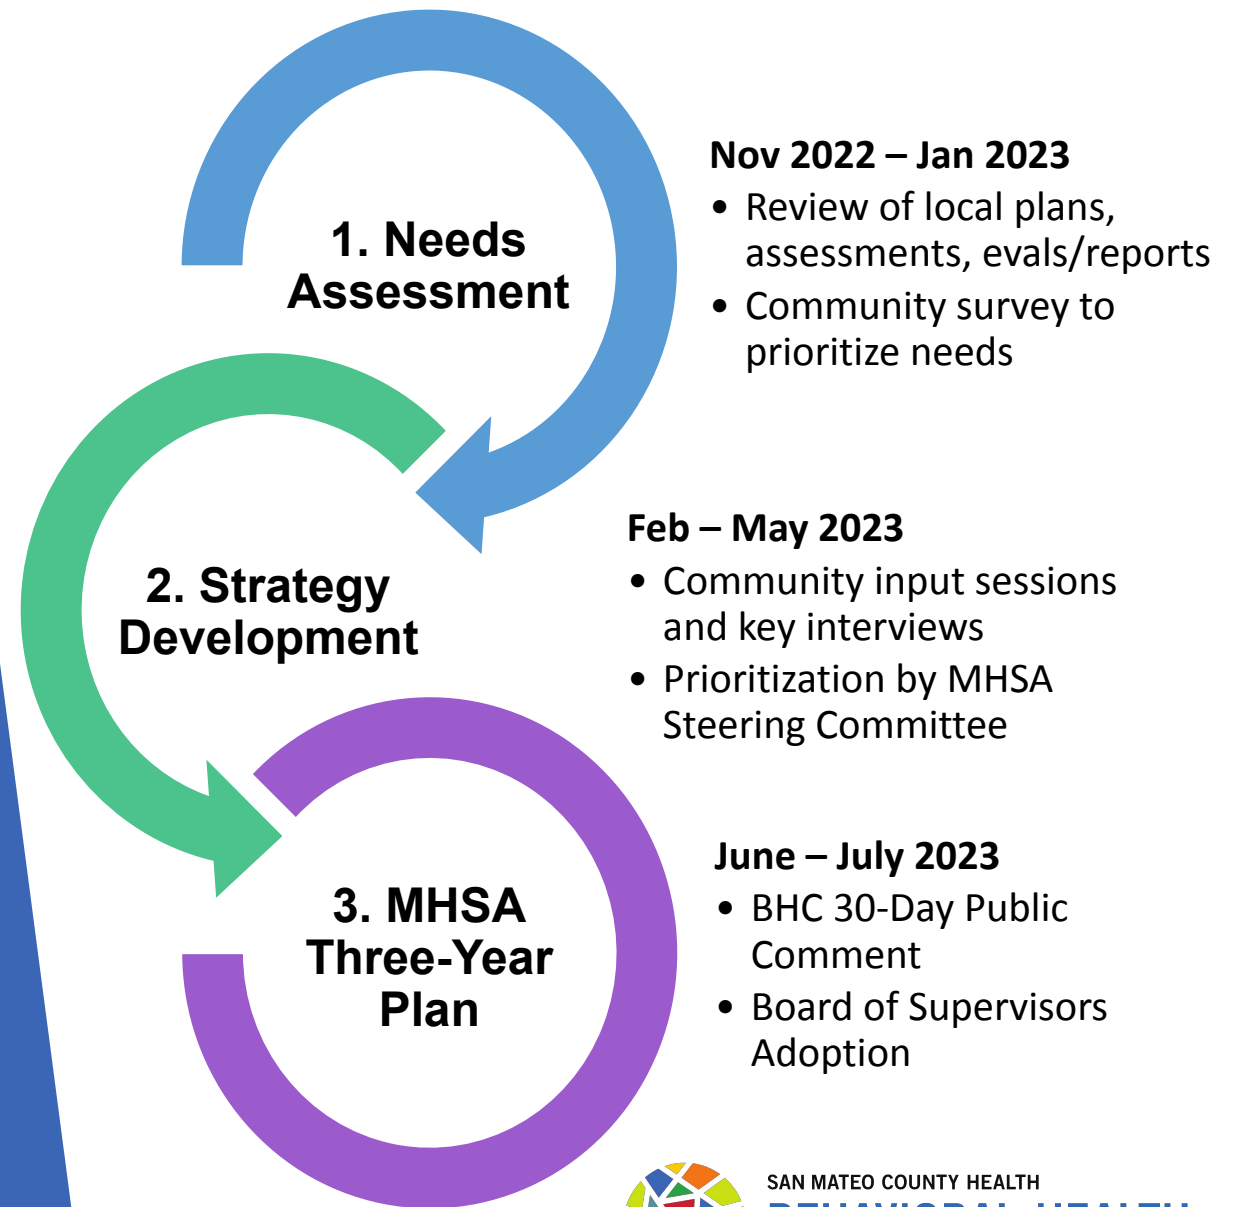 1. Needs
Assessment
Nov 2022 – Jan 2023
• Review of local plans,
assessments, evals/reports
• Community survey to
prioritize needs
2. Strategy
Development
Feb – May 2023
• Community input sessions
and key interviews
• Prioritization by MHSA
Steering Committee
3. MHSA
Three-Year
Plan
June – July 2023
• BHC 30-Day Public
Comment
• Board of Supervisors
Adoption
SAN MATEO COUNTY HEALTH
BEHAVIORAL HEALTH